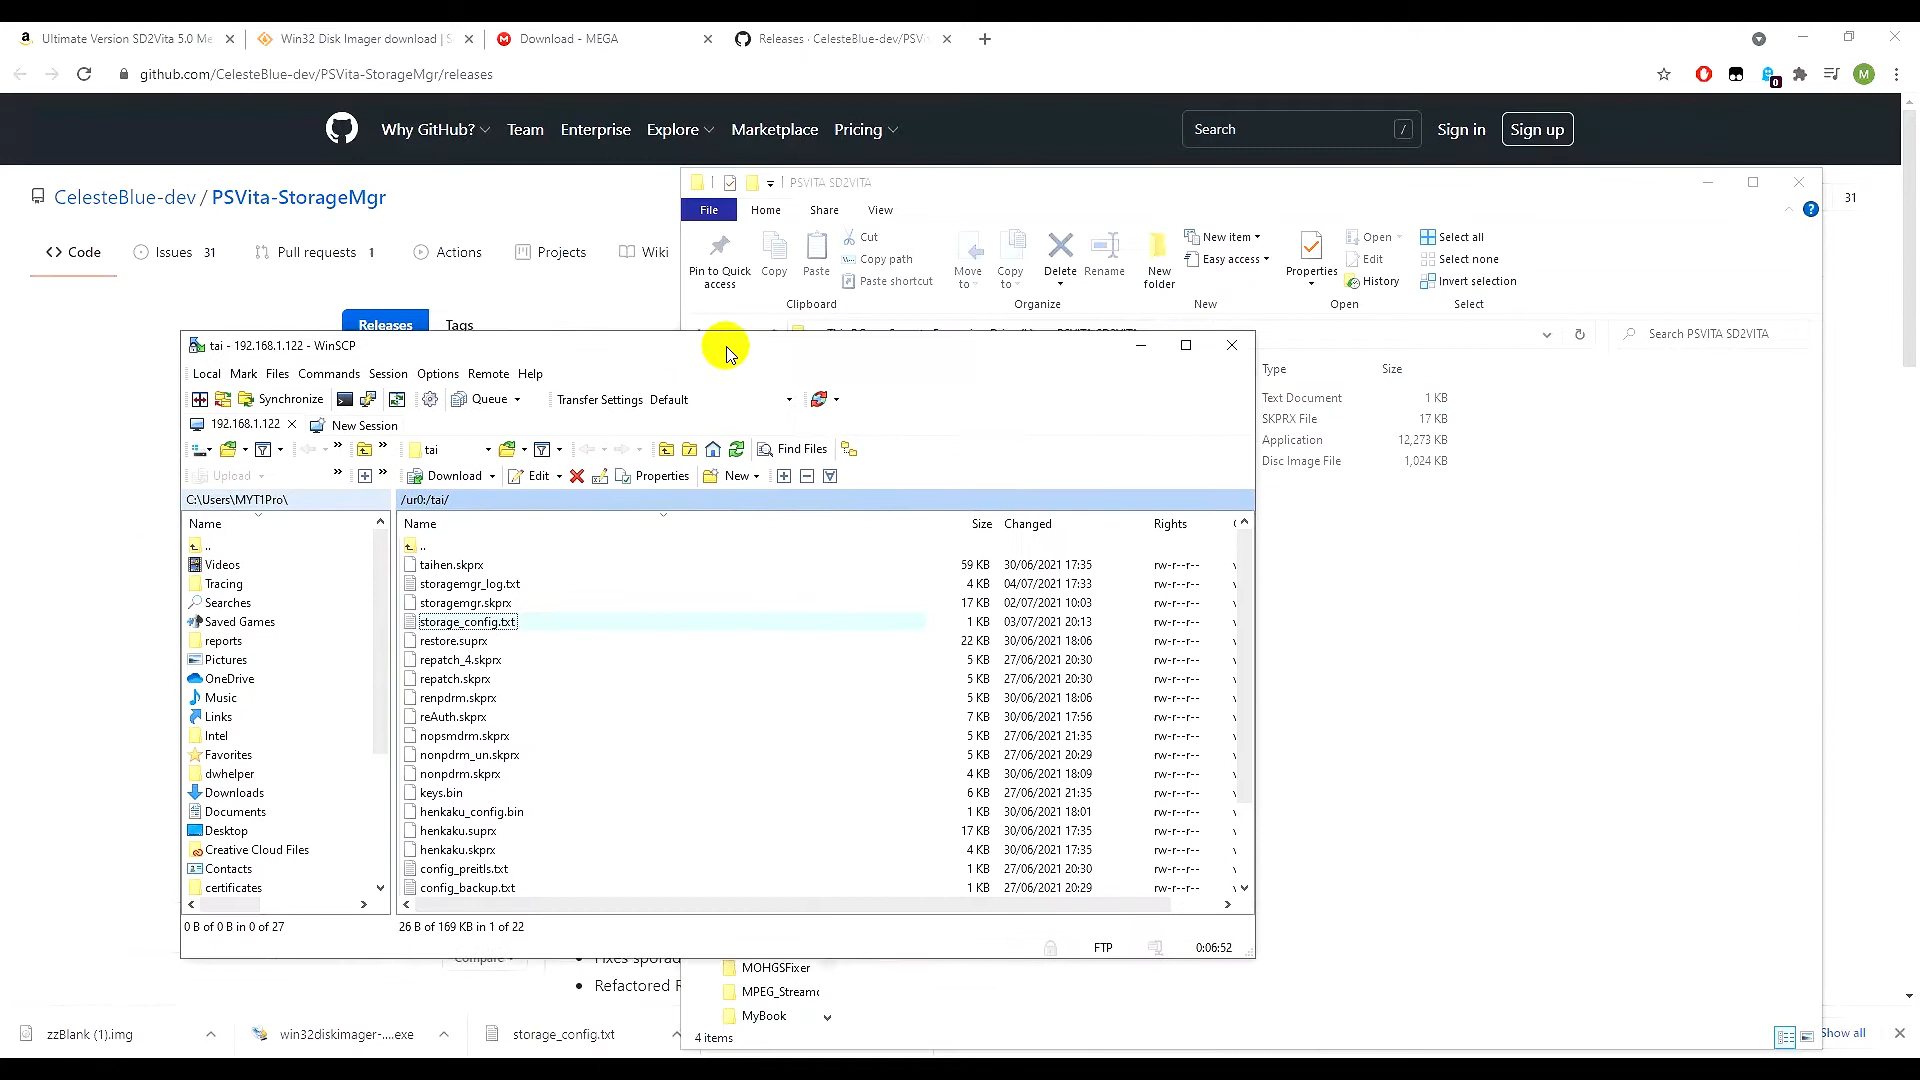 Ultimate Version SD2Vita 5.0 Me
Win32 Disk Imager download | S
Download - MEGA
Releases · CelesteBlue-dev/PSVi
github.com/CelesteBlue-dev/PSVita-StorageMgr/releases
0
M
Why GitHub?
Team
Enterprise
Explore
Marketplace
Pricing
Search
/
Sign in
Sign up
CelesteBlue-dev / PSVita-StorageMgr
31
Code
Issues 31
Pull requests 1
Actions
Projects
Wiki
Releases
Tags
PSVITA SD2VITA
File
Home
Share
View
Pin to Quick access
Copy
Paste
Cut
Copy path
Paste shortcut
Clipboard
Move to
Copy to
Delete
Rename
Organize
New folder
New item
Easy access
New
Properties
Open
Edit
History
Open
Select all
Select none
Invert selection
Select
Search PSVITA SD2VITA
Type Size
Text Document 1 KB
SKPRX File 17 KB
Application 12,273 KB
Disc Image File 1,024 KB
tai - 192.168.1.122 - WinSCP
Local Mark Files Commands Session Options Remote Help
Synchronize
Queue
Transfer Settings Default
192.168.1.122
New Session
tai
Find Files
Upload
Download
Edit
Properties
New
C:\Users\MYT1Pro\
/ur0:/tai/
Name
..
Videos
Tracing
Searches
Saved Games
reports
Pictures
OneDrive
Music
Links
Intel
Favorites
dwhelper
Downloads
Documents
Desktop
Creative Cloud Files
Contacts
certificates
Name Size Changed Rights
..
taihen.skprx 59 KB 30/06/2021 17:35 rw-r--r--
storagemgr_log.txt 4 KB 04/07/2021 17:33 rw-r--r--
storagemgr.skprx 17 KB 02/07/2021 10:03 rw-r--r--
storage_config.txt 1 KB 03/07/2021 20:13 rw-r--r--
restore.suprx 22 KB 30/06/2021 18:06 rw-r--r--
repatch_4.skprx 5 KB 27/06/2021 20:30 rw-r--r--
repatch.skprx 5 KB 27/06/2021 20:30 rw-r--r--
renpdrm.skprx 5 KB 30/06/2021 18:06 rw-r--r--
reAuth.skprx 7 KB 30/06/2021 17:56 rw-r--r--
nopsmdrm.skprx 5 KB 27/06/2021 21:35 rw-r--r--
nonpdrm_un.skprx 5 KB 27/06/2021 20:29 rw-r--r--
nonpdrm.skprx 4 KB 30/06/2021 18:09 rw-r--r--
keys.bin 6 KB 27/06/2021 21:35 rw-r--r--
henkaku_config.bin 1 KB 30/06/2021 18:01 rw-r--r--
henkaku.suprx 17 KB 30/06/2021 17:35 rw-r--r--
henkaku.skprx 4 KB 30/06/2021 17:35 rw-r--r--
config_preitls.txt 1 KB 27/06/2021 20:30 rw-r--r--
config_backup.txt 1 KB 27/06/2021 20:29 rw-r--r--
0 B of 0 B in 0 of 27
26 B of 169 KB in 1 of 22
FTP
0:06:52
Compare
Fixes sporad
Refactored F
MOHGSFixer
MPEG_Stream
MyBook
4 items
zzBlank (1).img
win32diskimager-....exe
storage_config.txt
Show all